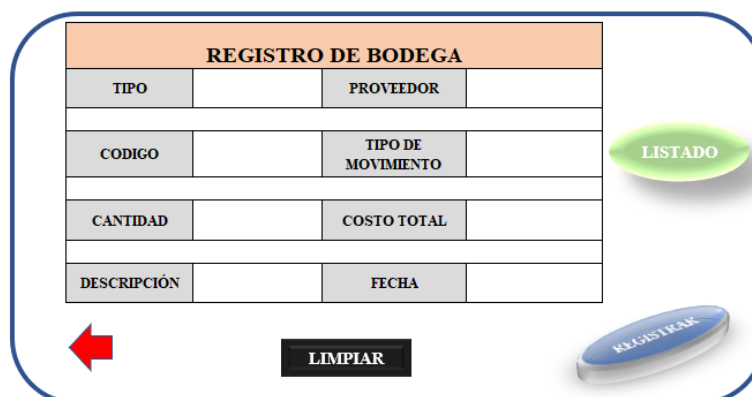 REGISTRO DE BODEGA
TIPO
PROVEEDOR
CODIGO
TIPO DE
MOVIMIENTO
LISTADO
CANTIDAD
COSTO TOTAL
DESCRIPCIÓN
FECHA
LIMPIAR
REGISTRAR